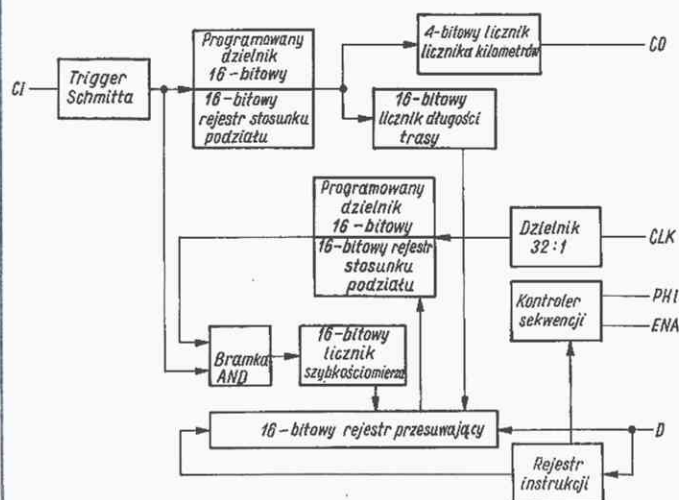 CI
Trigger
Schmitta
Programowany
dzielnik
16-bitowy
16-bitowy
rejestr stosunku
podziału
4-bitowy licznik
licznika kilometrów
CO
16-bitowy
licznik długości
trasy
Programowany
dzielnik
16-bitowy
16-bitowy rejestr
stosunku
podziału
Dzielnik
32:1
CLK
Kontroler
sekwencji
PHI
ENA
Bramka
AND
16-bitowy
licznik
szybkościomierza
16-bitowy rejestr przesuwający
D
Rejestr
instrukcji